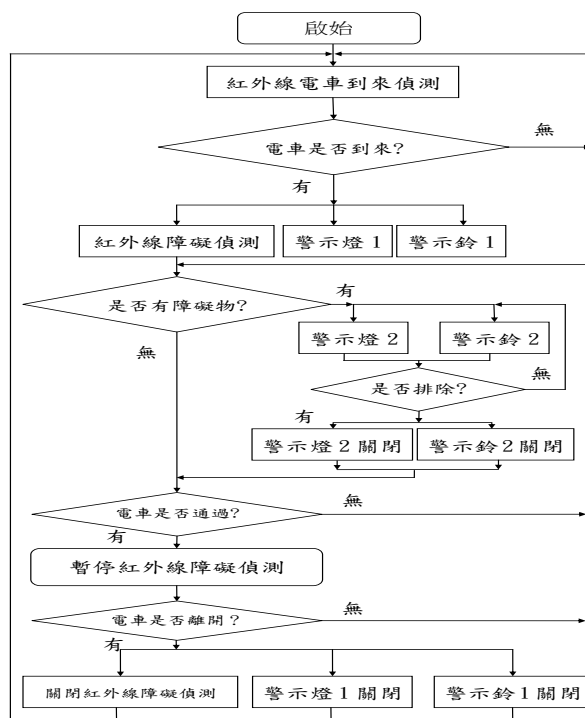 啟始
紅外線電車到來偵測
電車是否到來?
無
有
紅外線障礙偵測
警示燈1
警示鈴1
是否有障礙物?
有
警示燈2
警示鈴2
無
是否排除?
無
有
警示燈2關閉
警示鈴2關閉
電車是否通過?
無
有
暫停紅外線障礙偵測
電車是否離開?
無
有
關閉紅外線障礙偵測
警示燈1關閉
警示鈴1關閉